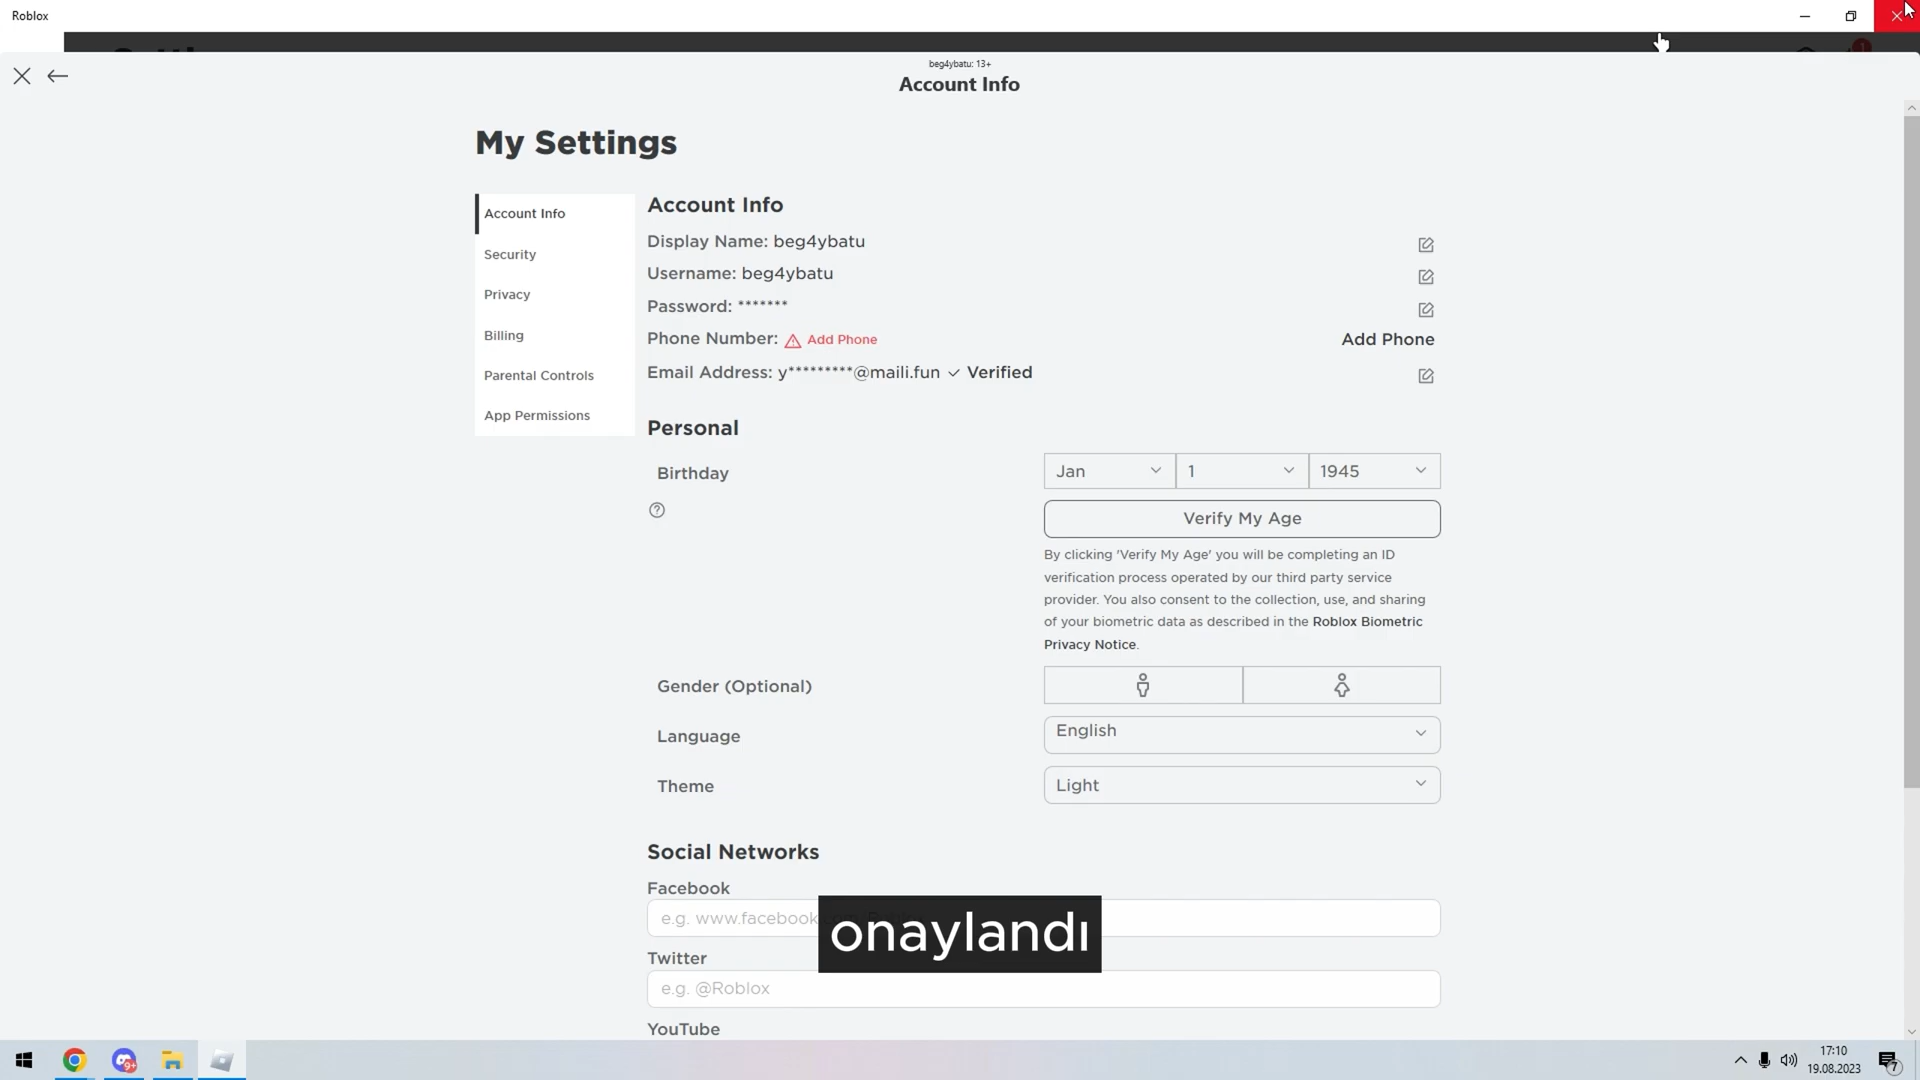 Roblox
beg4ybatu: 13+
Account Info
My Settings
Account Info
Security
Privacy
Billing
Parental Controls
App Permissions
Account Info
Display Name: beg4ybatu
Username: beg4ybatu
Password: *******
Phone Number: Add Phone
Add Phone
Email Address: y*********@maili.fun Verified
Personal
Birthday
Jan 1 1945
Verify My Age
By clicking 'Verify My Age' you will be completing an ID
verification process operated by our third party service
provider. You also consent to the collection, use, and sharing
of your biometric data as described in the Roblox Biometric
Privacy Notice.
Gender (Optional)
Language
English
Theme
Light
Social Networks
Facebook
e.g. www.facebook
onaylandı
Twitter
e.g. @Roblox
YouTube
9+
17:10
19.08.2023
7